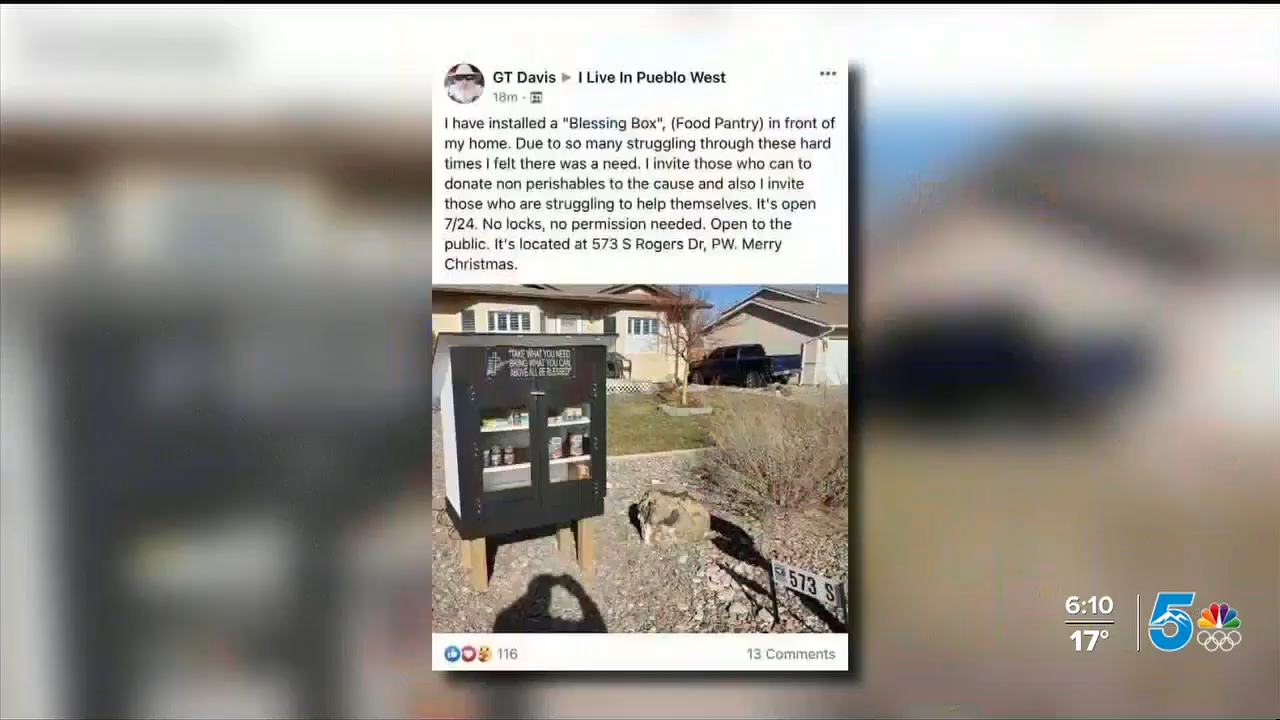 GT Davis ▸ I Live In Pueblo West
18m ·
I have installed a "Blessing Box", (Food Pantry) in front of
my home. Due to so many struggling through these hard
times I felt there was a need. I invite those who can to
donate non perishables to the cause and also I invite
those who are struggling to help themselves. It's open
7/24. No locks, no permission needed. Open to the
public. It's located at 573 S Rogers Dr, PW. Merry
Christmas.
"TAKE WHAT YOU NEED
BRING WHAT YOU CAN
ABOVE ALL BE BLESSED"
573 S
116
13 Comments
6:10
17°
5